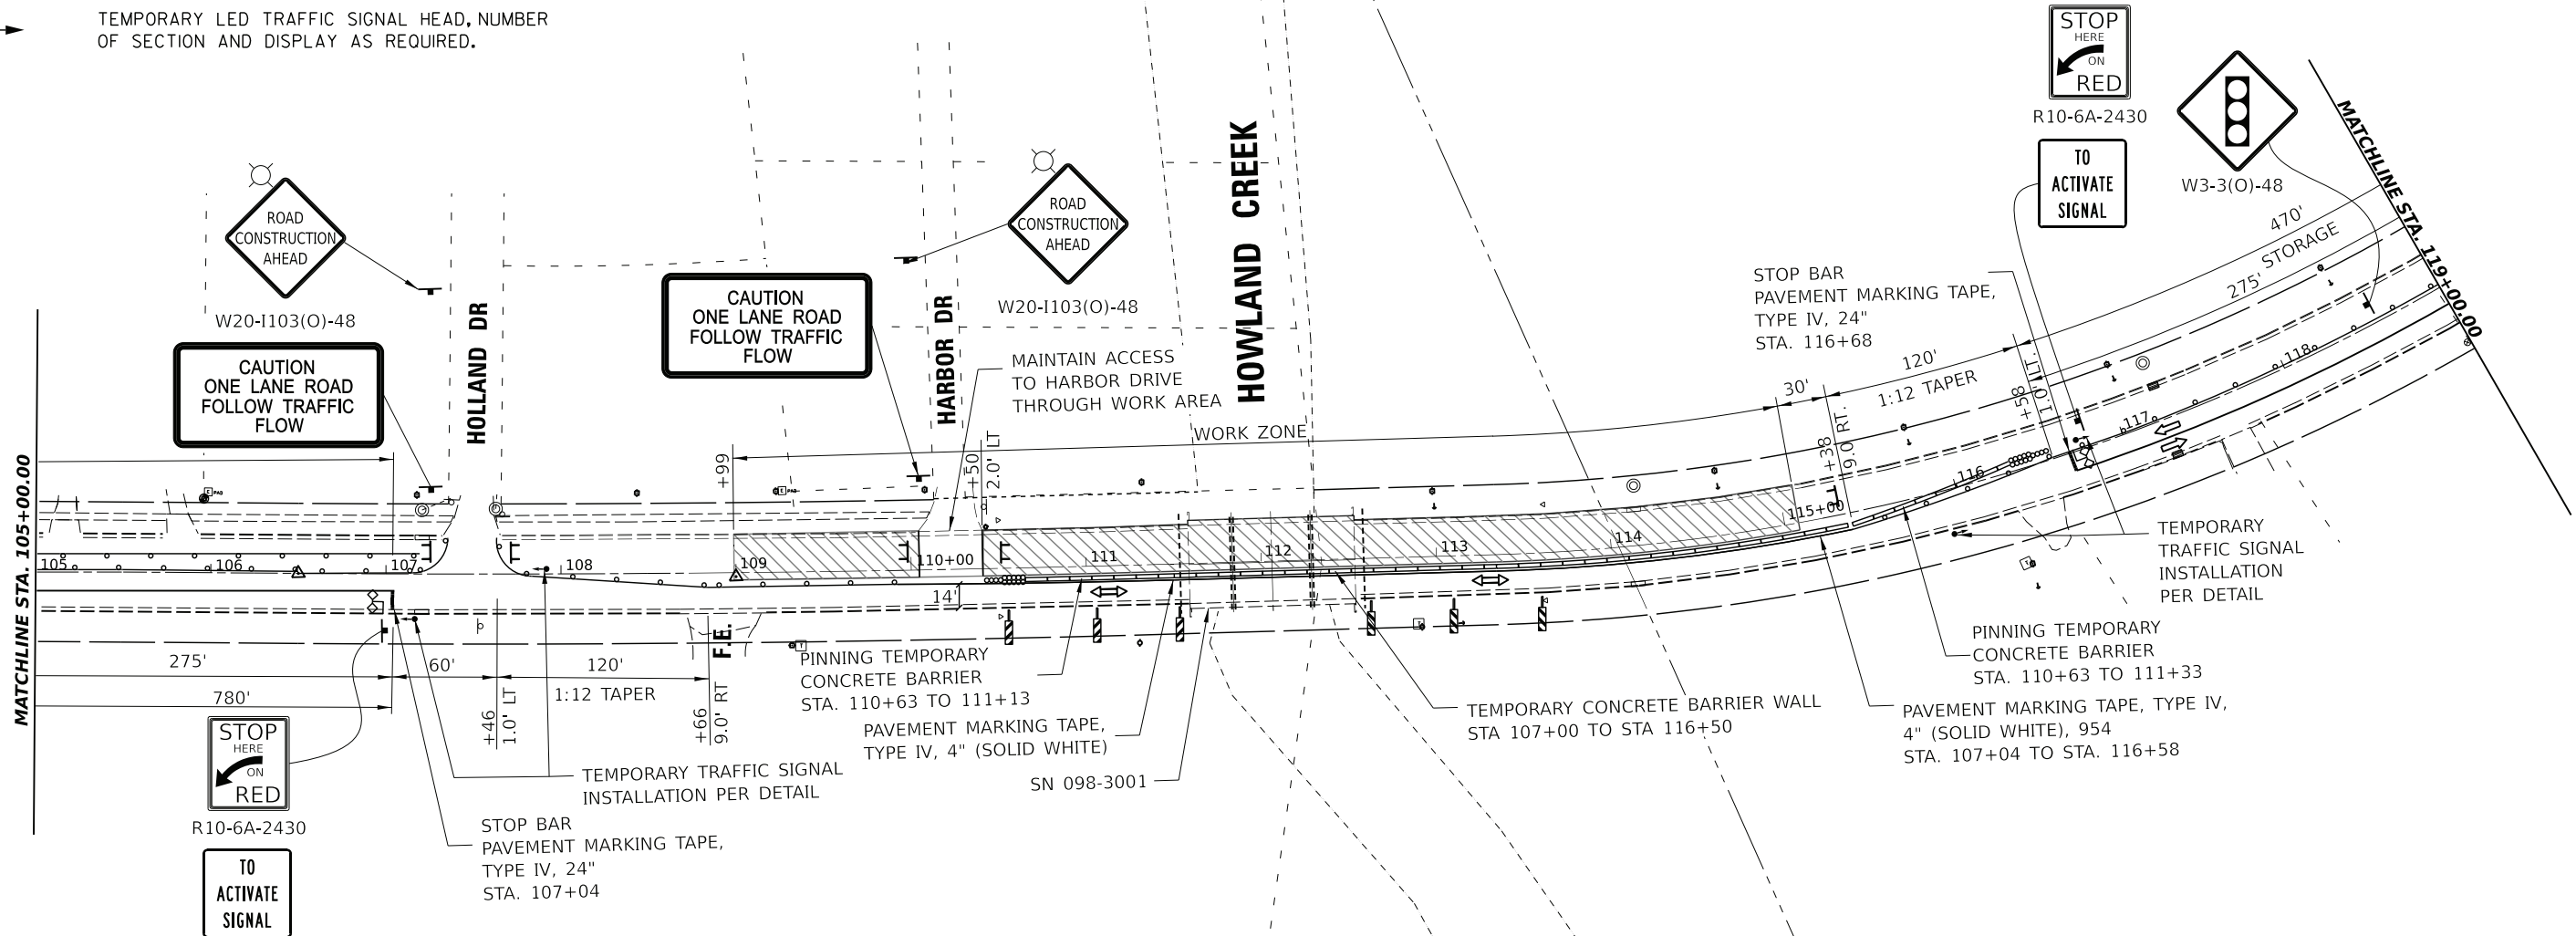 TEMPORARY LED TRAFFIC SIGNAL HEAD, NUMBER
OF SECTION AND DISPLAY AS REQUIRED.
STOP
HERE
ON
RED
R10-6A-2430
TO
ACTIVATE
SIGNAL
W3-3(O)-48
MATCHLINE STA. 119+00.00
ROAD
CONSTRUCTION
AHEAD
W20-I103(O)-48
CAUTION
ONE LANE ROAD
FOLLOW TRAFFIC
FLOW
HOLLAND DR
CAUTION
ONE LANE ROAD
FOLLOW TRAFFIC
FLOW
HARBOR DR
ROAD
CONSTRUCTION
AHEAD
W20-I103(O)-48
MAINTAIN ACCESS
TO HARBOR DRIVE
THROUGH WORK AREA
HOWLAND CREEK
STOP BAR
PAVEMENT MARKING TAPE,
TYPE IV, 24"
STA. 116+68
470'
275' STORAGE
120'
1:12 TAPER
30'
WORK ZONE
+99
+50
2.0' LT
+38
9.0' RT.
+58
1.0' LT.
MATCHLINE STA. 105+00.00
105
106
107
108
109
110+00
111
112
113
114
115+00
116
117
118
14'
F.E.
275'
60'
120'
1:12 TAPER
780'
+46
1.0' LT
+66
9.0' RT
PINNING TEMPORARY
CONCRETE BARRIER
STA. 110+63 TO 111+13
PAVEMENT MARKING TAPE,
TYPE IV, 4" (SOLID WHITE)
SN 098-3001
TEMPORARY CONCRETE BARRIER WALL
STA 107+00 TO STA 116+50
TEMPORARY
TRAFFIC SIGNAL
INSTALLATION
PER DETAIL
PINNING TEMPORARY
CONCRETE BARRIER
STA. 110+63 TO 111+33
PAVEMENT MARKING TAPE, TYPE IV,
4" (SOLID WHITE), 954
STA. 107+04 TO STA. 116+58
TEMPORARY TRAFFIC SIGNAL
INSTALLATION PER DETAIL
STOP BAR
PAVEMENT MARKING TAPE,
TYPE IV, 24"
STA. 107+04
STOP
HERE
ON
RED
R10-6A-2430
TO
ACTIVATE
SIGNAL